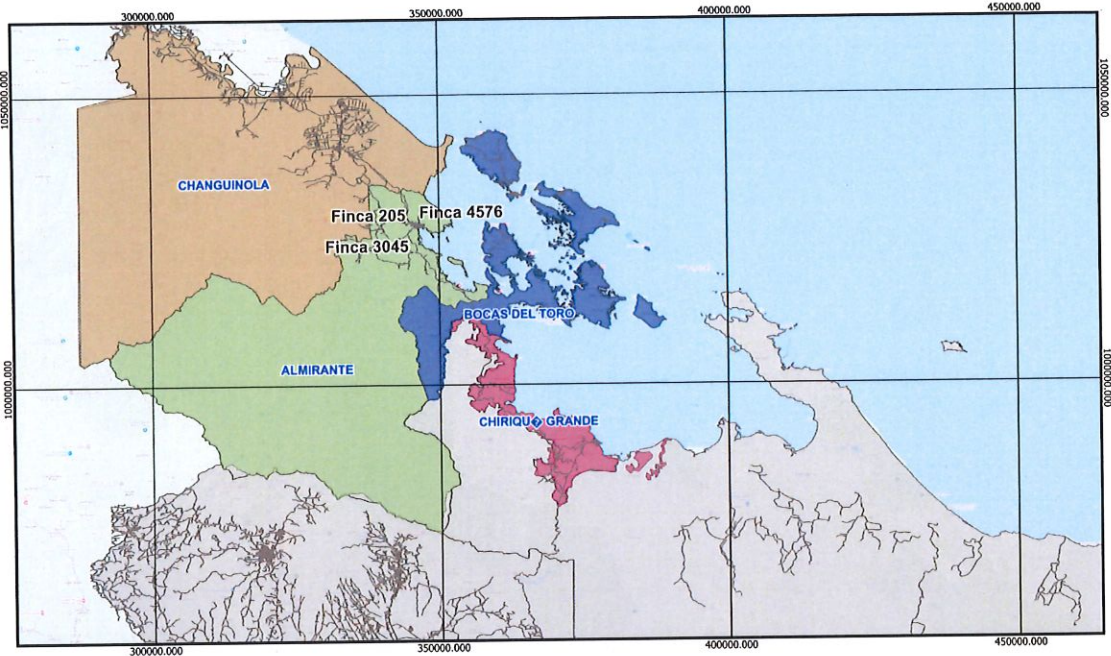 300000.000 350000.000 400000.000 450000.000
1050000.000 1050000.000
CHANGUINOLA
Finca 205 Finca 4576
Finca 3045
BOCAS DEL TORO
ALMIRANTE
1000000.000 1000000.000
CHIRIQU� GRANDE
300000.000 350000.000 400000.000 450000.000